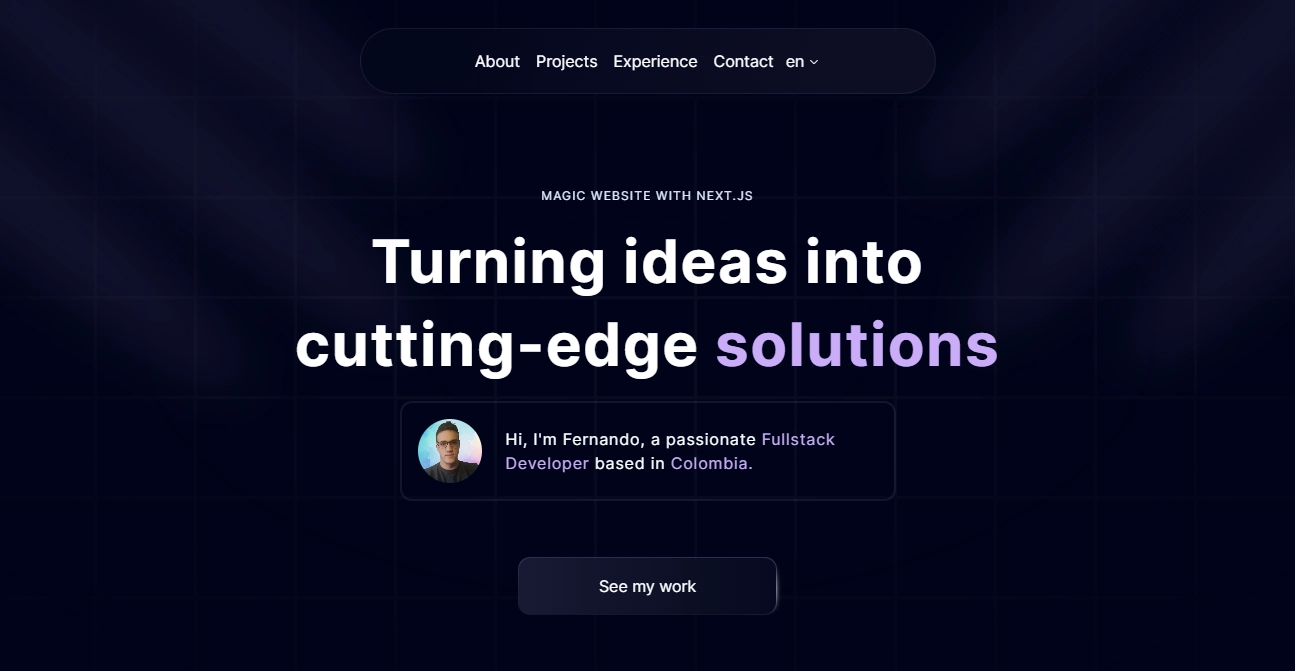 About Projects Experience Contact en
MAGIC WEBSITE WITH NEXT.JS
Turning ideas into
cutting-edge solutions
Hi, I'm Fernando, a passionate Fullstack
Developer based in Colombia.
See my work